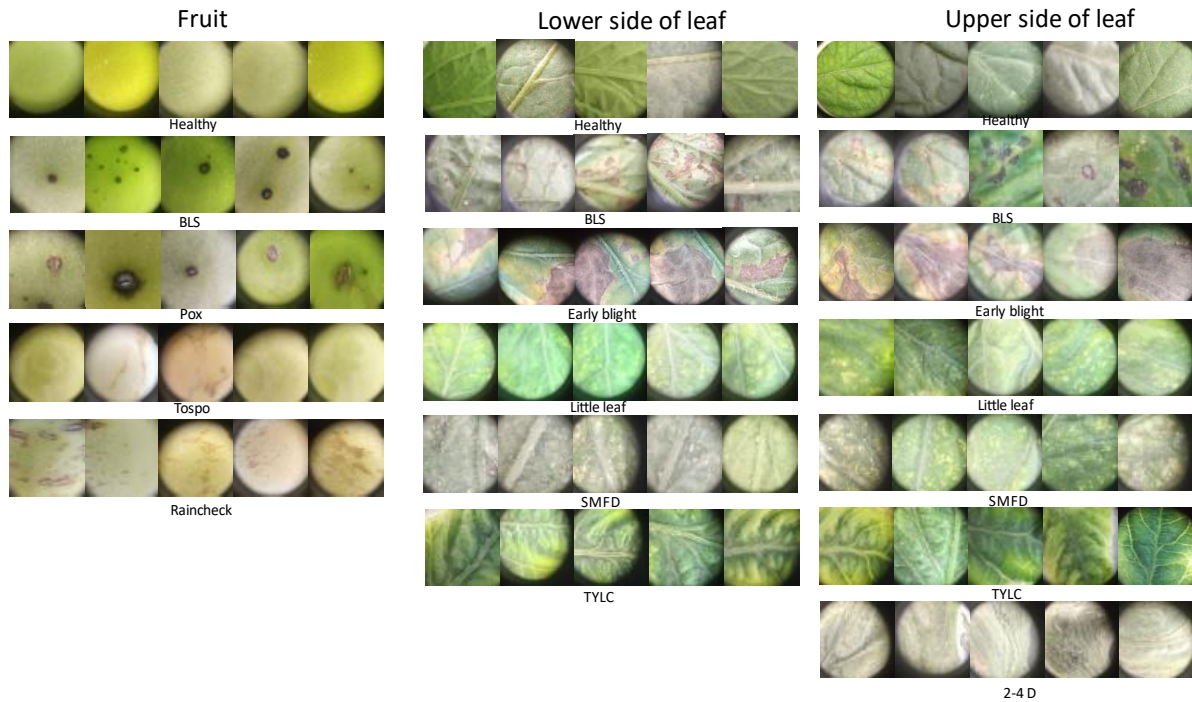 Fruit
Healthy
BLS
Pox
Tospo
Raincheck
Lower side of leaf
Healthy
BLS
Early blight
Little leaf
SMFD
TYLC
Upper side of leaf
Healthy
BLS
Early blight
Little leaf
SMFD
TYLC
2-4 D